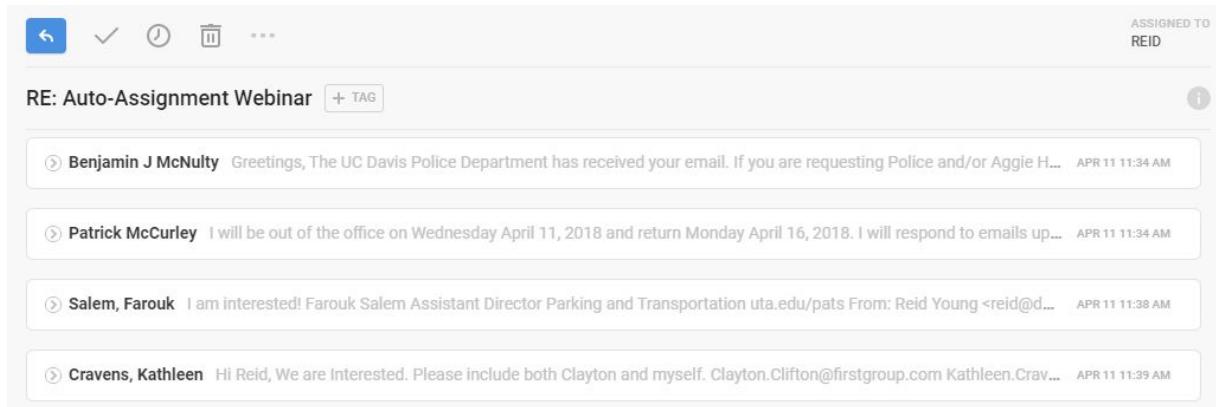 ASSIGNED TO
REID
RE: Auto-Assignment Webinar + TAG
Benjamin J McNulty Greetings, The UC Davis Police Department has received your email. If you are requesting Police and/or Aggie H... APR 11 11:34 AM
Patrick McCurley I will be out of the office on Wednesday April 11, 2018 and return Monday April 16, 2018. I will respond to emails up... APR 11 11:34 AM
Salem, Farouk I am interested! Farouk Salem Assistant Director Parking and Transportation uta.edu/pats From: Reid Young <reid@d... APR 11 11:38 AM
Cravens, Kathleen Hi Reid, We are Interested. Please include both Clayton and myself. Clayton.Clifton@firstgroup.com Kathleen.Crav... APR 11 11:39 AM